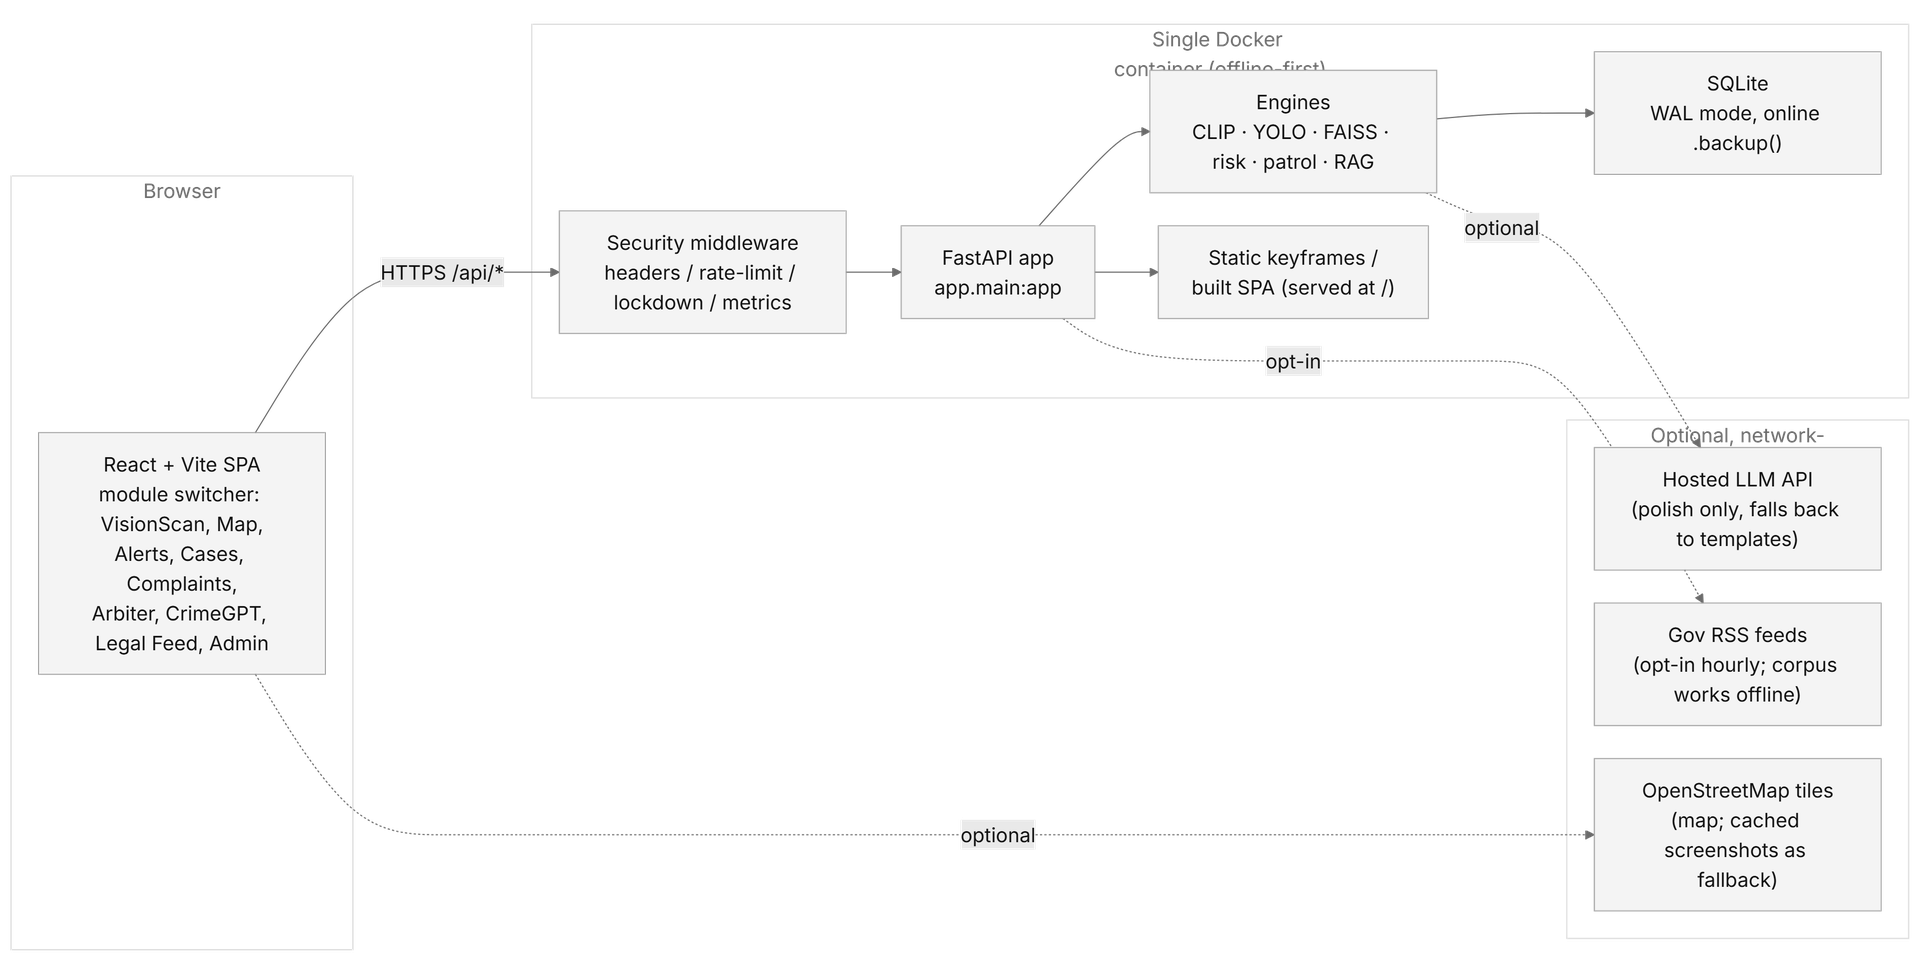 Single Docker
container (offline-first)
Engines
CLIP · YOLO · FAISS ·
risk · patrol · RAG
SQLite
WAL mode, online
.backup()
Browser
Security middleware
headers / rate-limit /
lockdown / metrics
FastAPI app
app.main:app
Static keyframes /
built SPA (served at /)
optional
HTTPS /api/*
opt-in
React + Vite SPA
module switcher:
VisionScan, Map,
Alerts, Cases,
Complaints,
Arbiter, CrimeGPT,
Legal Feed, Admin
Optional, network-
Hosted LLM API
(polish only, falls back
to templates)
Gov RSS feeds
(opt-in hourly; corpus
works offline)
OpenStreetMap tiles
(map; cached
screenshots as
fallback)
optional